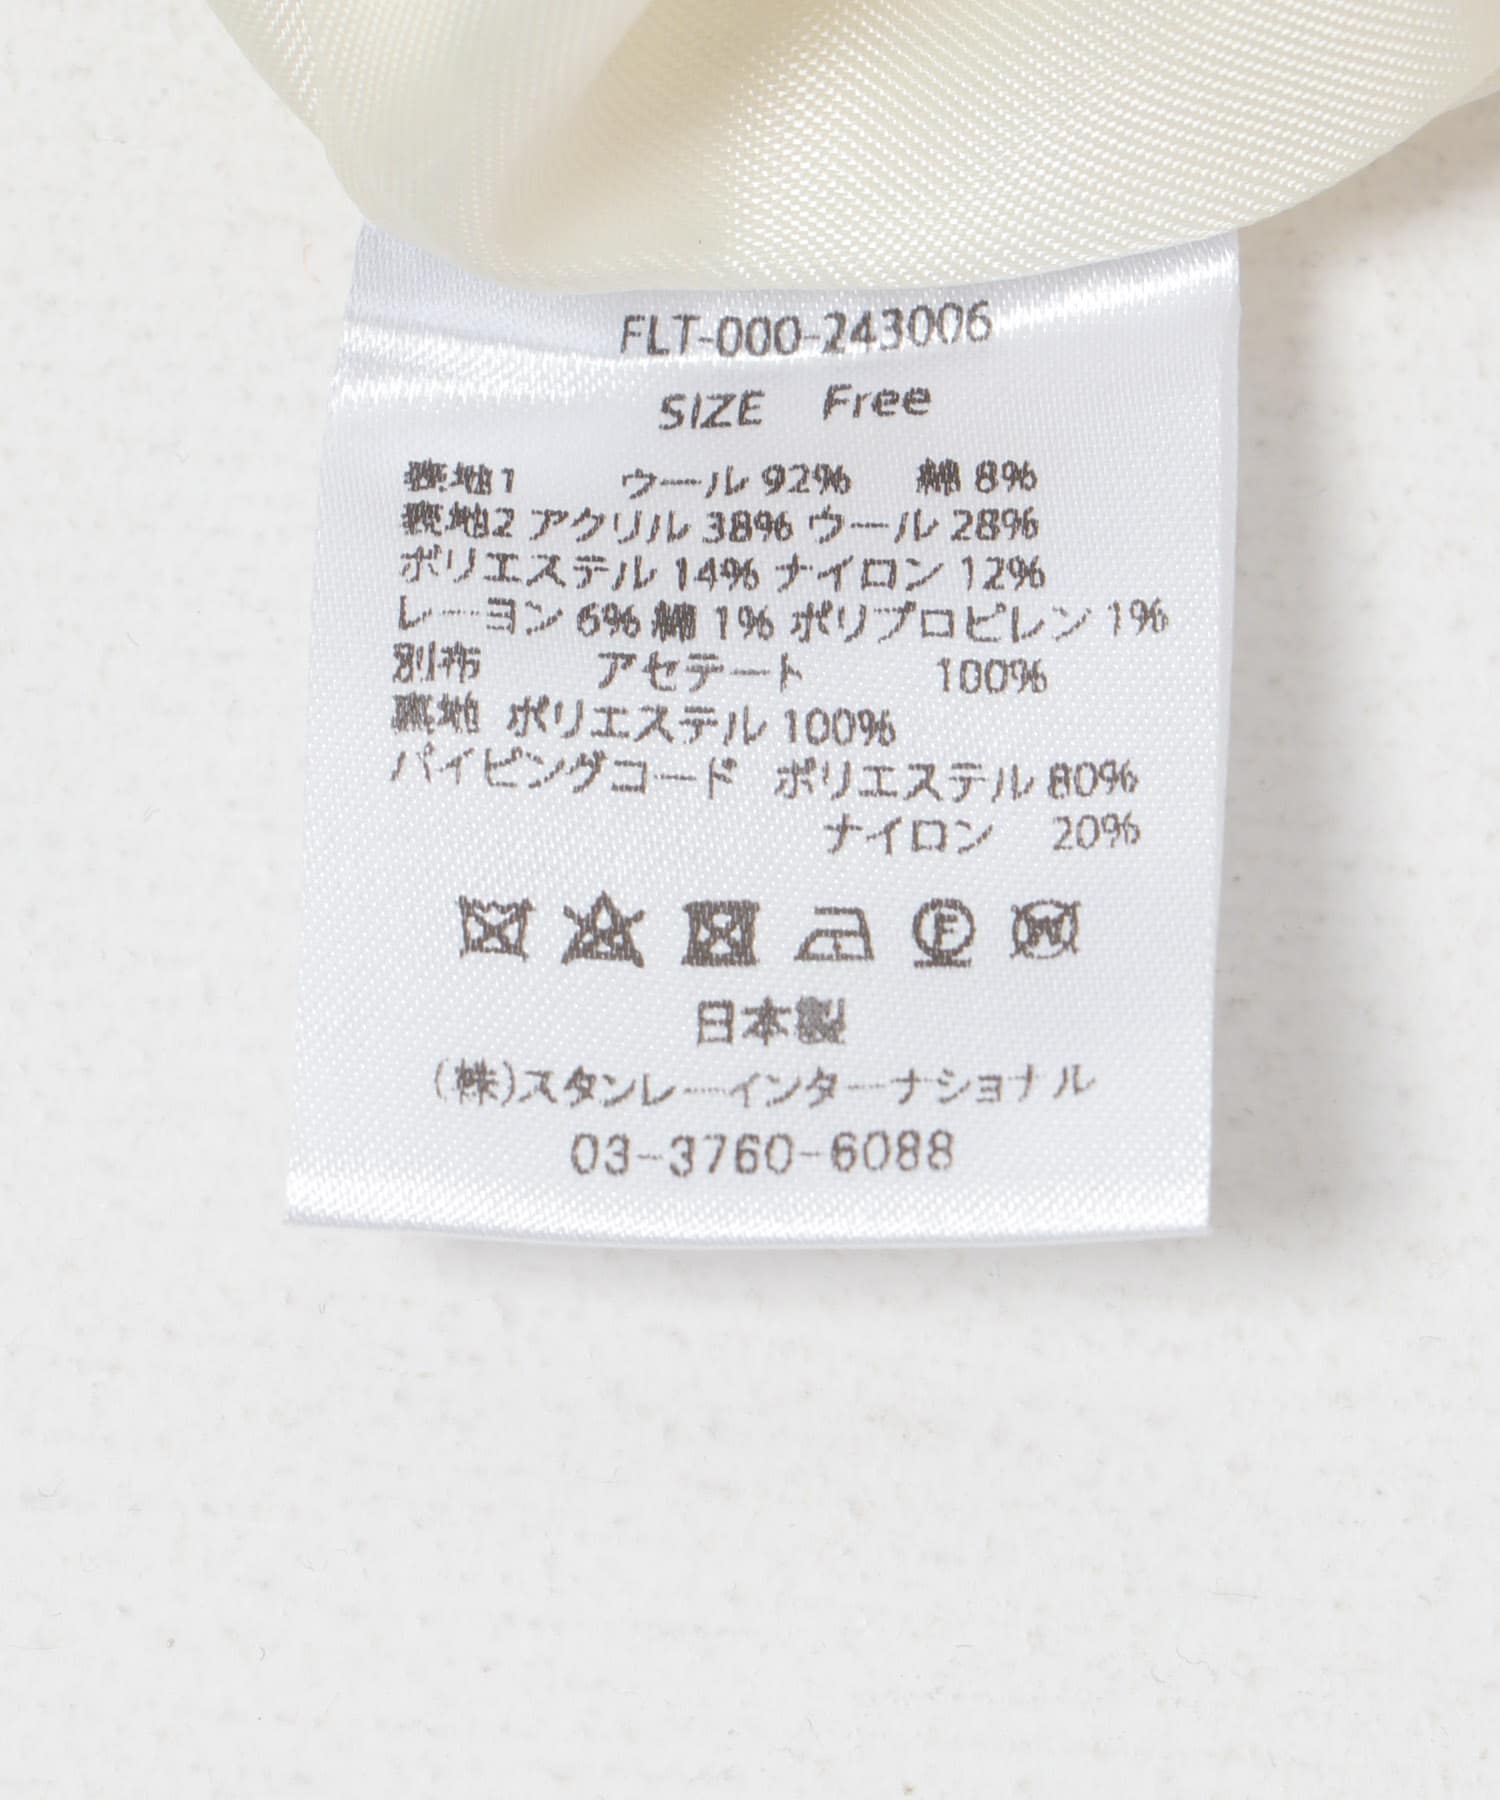 FLT-000-243006
SIZE Free
表地1 ウール 92% 綿 8%
表地2 アクリル 38% ウール 28%
ポリエステル 14% ナイロン 12%
レーヨン 6% 綿 1% ポリプロピレン 1%
別布 アセテート 100%
裏地 ポリエステル 100%
パイピングコード ポリエステル 80%
ナイロン 20%
F W
日本製
(株)スタンレーインターナショナル
03-3760-6088